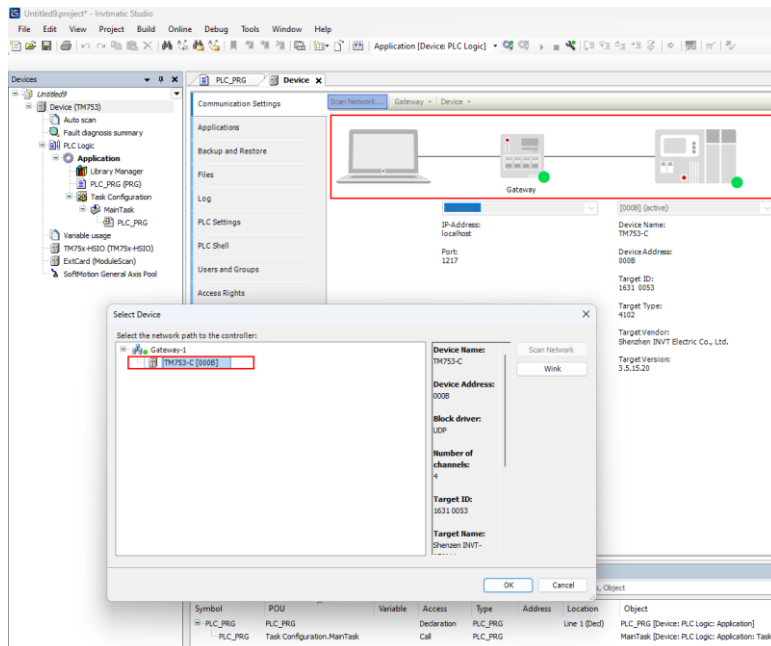 Untitled9.project* - Invtmatic Studio
File Edit View Project Build Online Debug Tools Window Help
Application [Device: PLC Logic]
Devices
Untitled9
Device (TM753)
Auto scan
Fault diagnosis summary
PLC Logic
Application
Library Manager
PLC_PRG (PRG)
Task Configuration
MainTask
PLC_PRG
Variable usage
TM75x-HSIO (TM75x-HSIO)
ExtCard (ModuleScan)
SoftMotion General Axis Pool
PLC_PRG
Device
Communication Settings
Applications
Backup and Restore
Files
Log
PLC Settings
PLC Shell
Users and Groups
Access Rights
Scan Network... Gateway Device
Gateway
IP-Address:
localhost
Port:
1217
[000B] (active)
Device Name:
TM753-C
Device Address:
000B
Target ID:
1631 0053
Target Type:
4102
Target Vendor:
Shenzhen INVT Electric Co., Ltd.
Target Version:
3.5.15.20
Select Device
Select the network path to the controller:
Gateway-1
TM753-C [000B]
Device Name:
TM753-C
Device Address:
000B
Block driver:
UDP
Number of
channels:
4
Target ID:
1631 0053
Target Name:
Shenzen INVT-
Scan Network
Wink
OK Cancel
, Object
Symbol POU Variable Access Type Address Location Object
PLC_PRG PLC_PRG Declaration PLC_PRG Line 1 (Decl) PLC_PRG [Device: PLC Logic: Application]
PLC_PRG Task Configuration.MainTask Call PLC_PRG MainTask [Device: PLC Logic: Application: Task